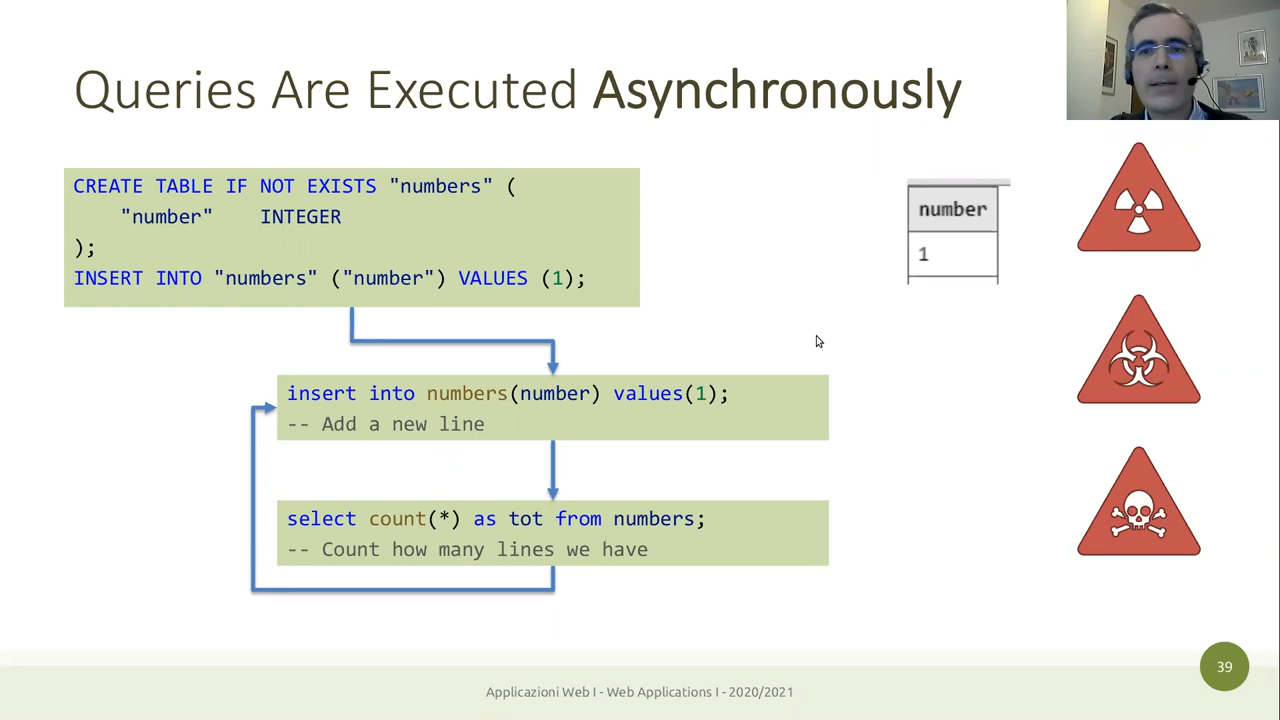 Queries Are Executed Asynchronously
CREATE TABLE IF NOT EXISTS "numbers" (
"number" INTEGER
);
INSERT INTO "numbers" ("number") VALUES (1);
number
1
insert into numbers(number) values(1);
-- Add a new line
select count(*) as tot from numbers;
-- Count how many lines we have
39
Applicazioni Web I - Web Applications I - 2020/2021